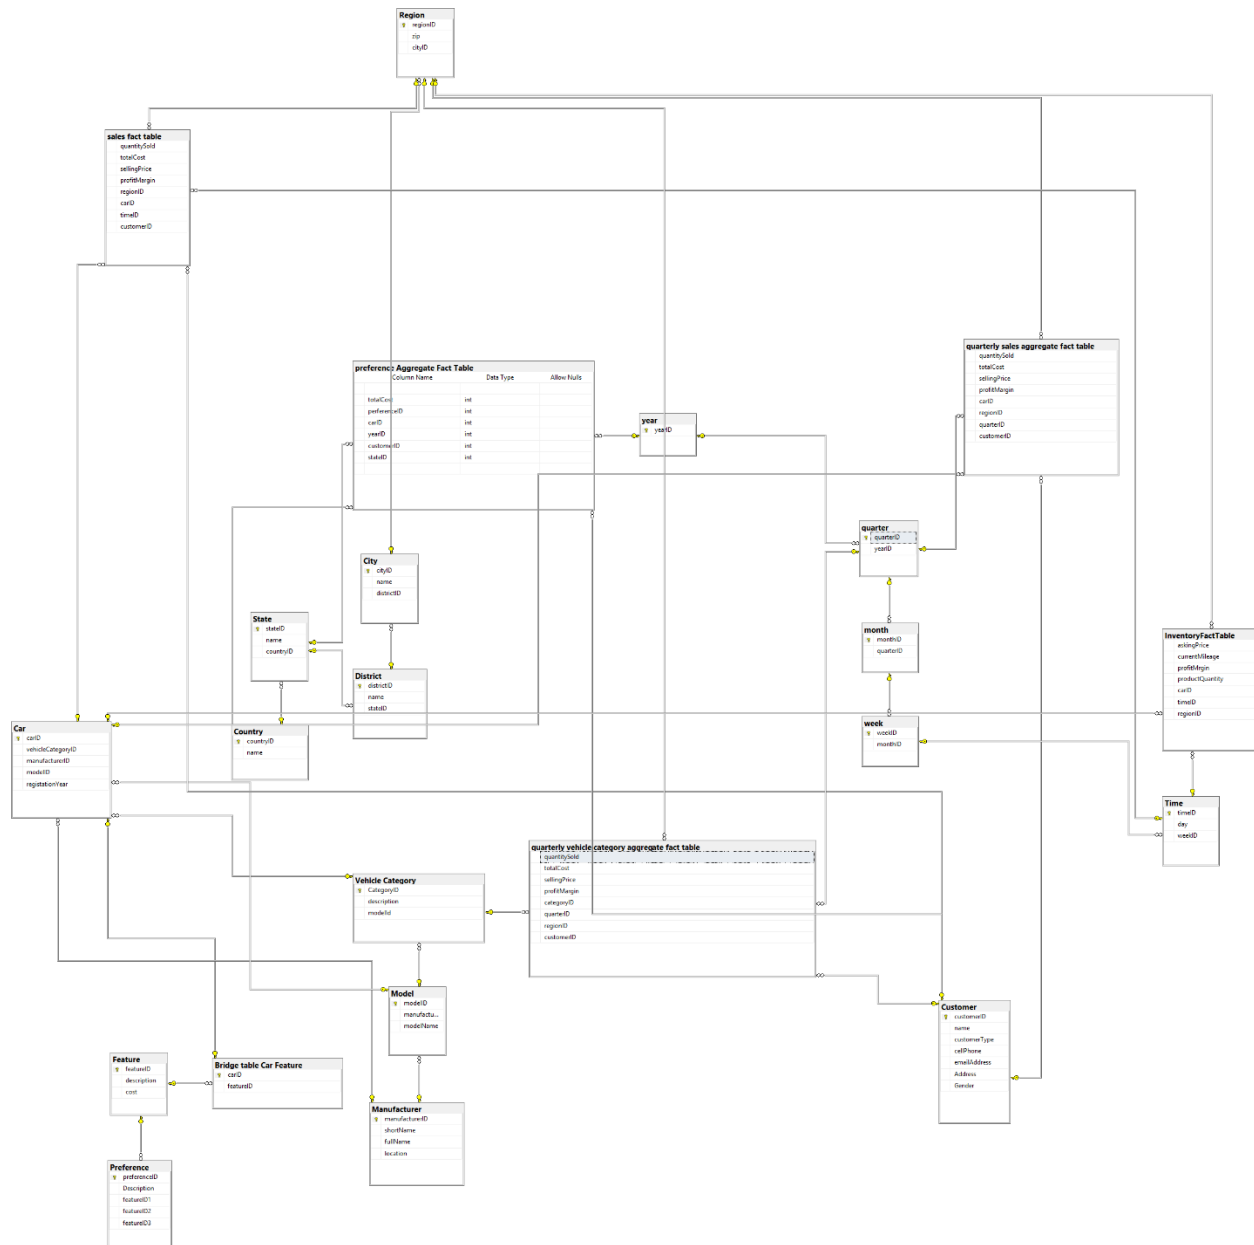 Region
regionID
zip
cityID
sales fact table
quantitySold
totalCost
sellingPrice
profitMargin
regionID
carID
timeID
customerID
preference Aggregate Fact Table
Column Name Data Type Allow Nulls
totalCost int
perferenceID int
carID int
yearID int
customerID int
stateID int
year
yearID
quarterly sales aggregate fact table
quantitySold
totalCost
sellingPrice
profitMargin
carID
regionID
quarterID
customerID
quarter
quarterID
yearID
City
cityID
name
districtID
State
stateID
name
countryID
month
monthID
quarterID
InventoryFactTable
askingPrice
currentMileage
profitMrgin
productQuantity
carID
timeID
regionID
District
districtID
name
stateID
Car
carID
vehicleCategoryID
manufacturerID
modelID
registationYear
Country
countryID
name
week
weekID
monthID
Time
timeID
day
weekID
quarterly vehicle category aggregate fact table
quantitySold
totalCost
sellingPrice
profitMargin
categoryID
quarterID
regionID
customerID
Vehicle Category
CategoryID
description
modelId
Model
modelID
manufactu...
modelName
Customer
customerID
name
customerType
cellPhone
emailAddress
Address
Gender
Feature
featureID
description
cost
Bridge table Car Feature
carID
featureID
Manufacturer
manufacturerID
shortName
fullName
location
Preference
preferenceID
Description
featureID1
featureID2
featureID3